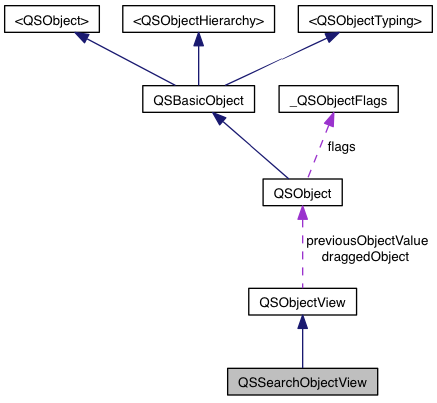 <QSObject>
<QSObjectHierarchy>
<QSObjectTyping>
QSBasicObject
_QSObjectFlags
flags
QSObject
previousObjectValue
draggedObject
QSObjectView
QSSearchObjectView